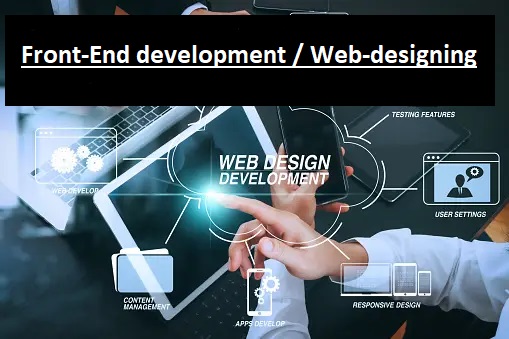 Front-End development / Web-designing
TESTING FEATURES
WEB DESIGN
DEVELOPMENT
WEB DEVELOP
USER SETTINGS
CONTENT
MANAGEMENT
APPS DEVELOP
RESPONSIVE DESIGN